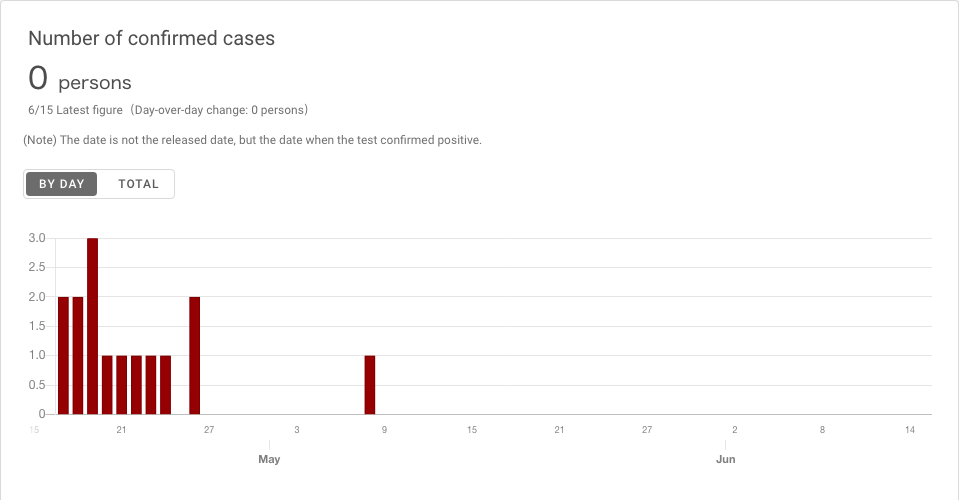 Number of confirmed cases
0 persons
6/15 Latest figure（Day-over-day change: 0 persons）
(Note) The date is not the released date, but the date when the test confirmed positive.
BY DAY TOTAL
3.0
2.5
2.0
1.5
1.0
0.5
0
15 21 27 3 9 15 21 27 2 8 14
May Jun